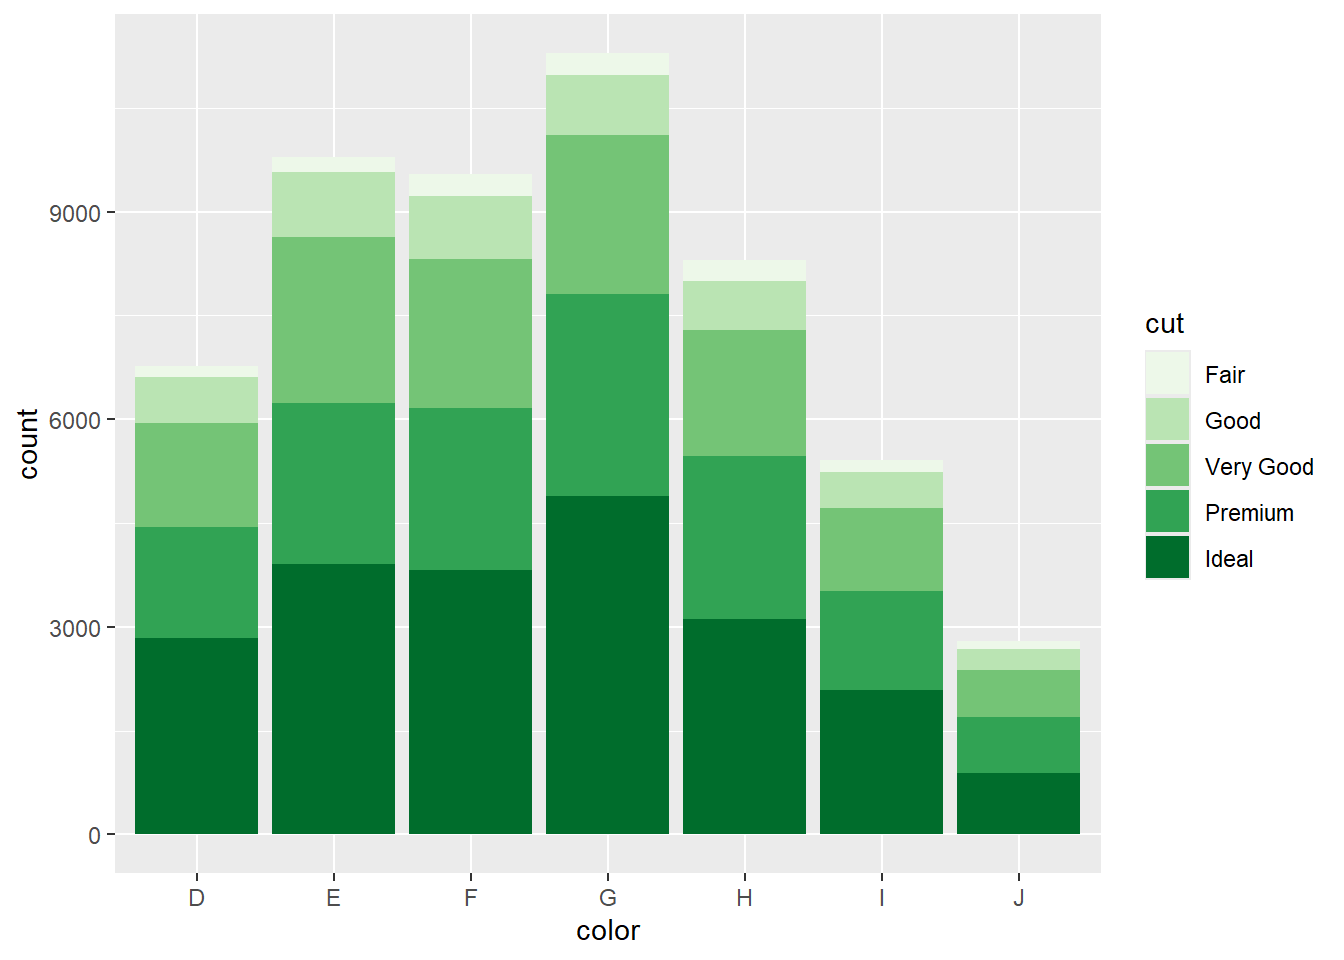 count
9000
6000
3000
0
D E F G H I J
color
cut
Fair
Good
Very Good
Premium
Ideal